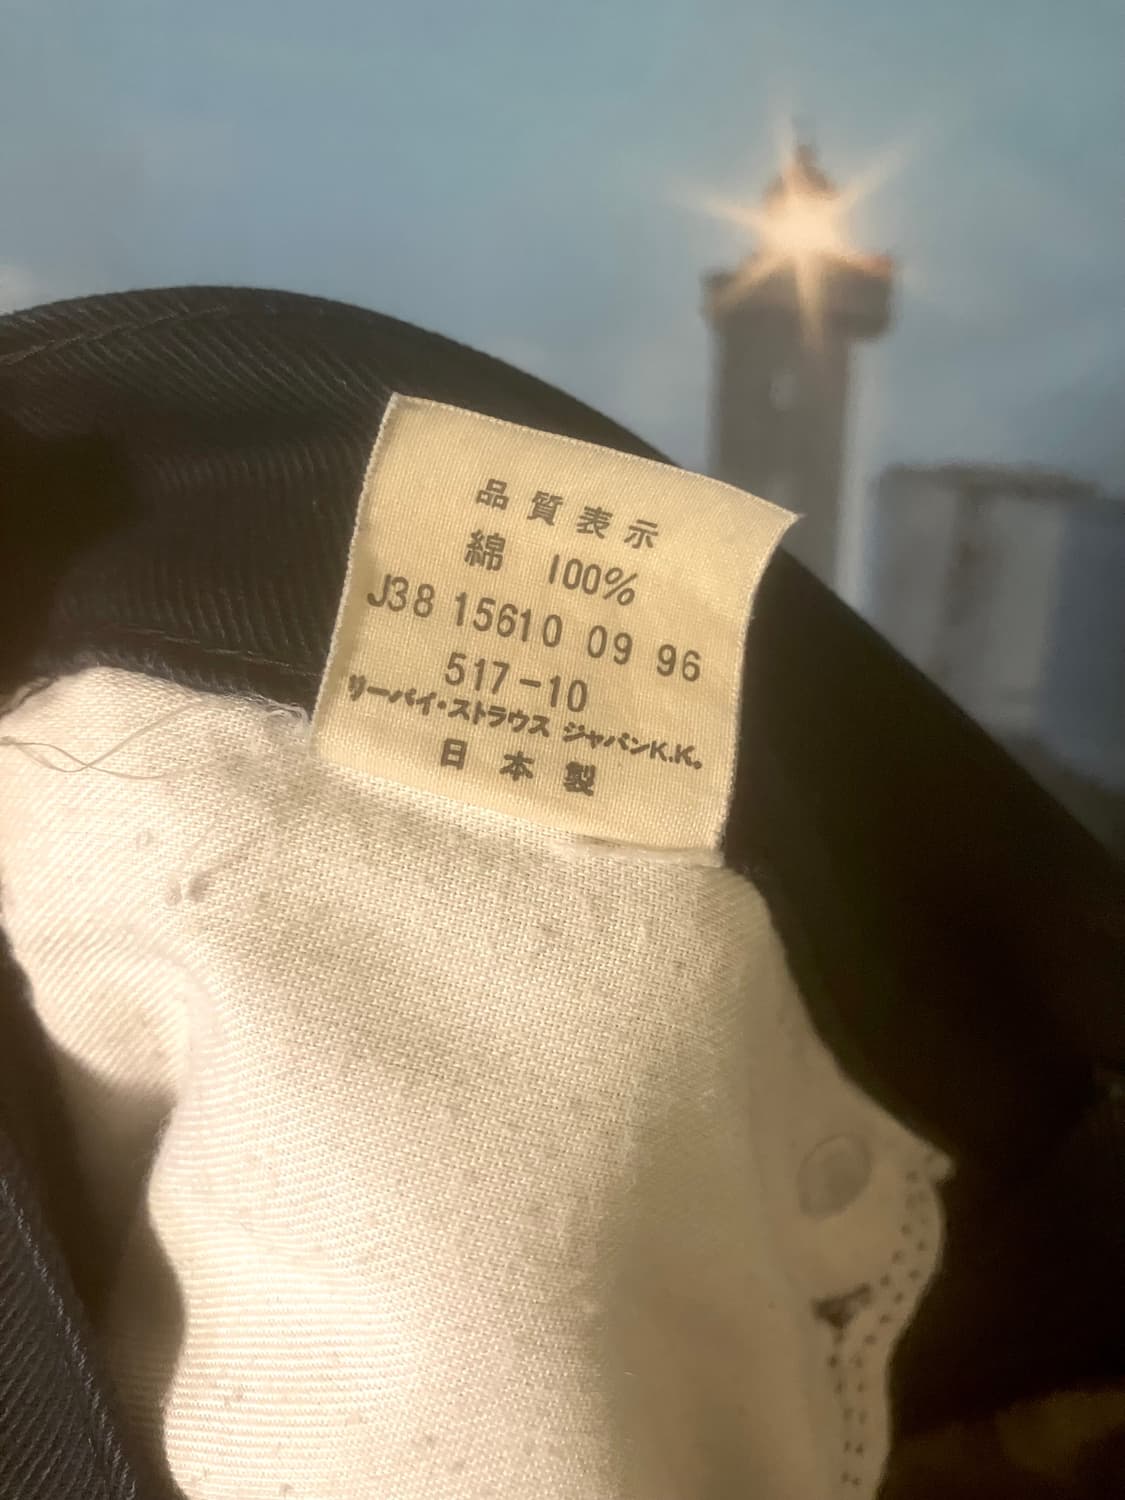 品質表示
綿 100%
J38 15610 09 96
517-10
リーバイ・ストラウス ジャパンK.K.
日本製